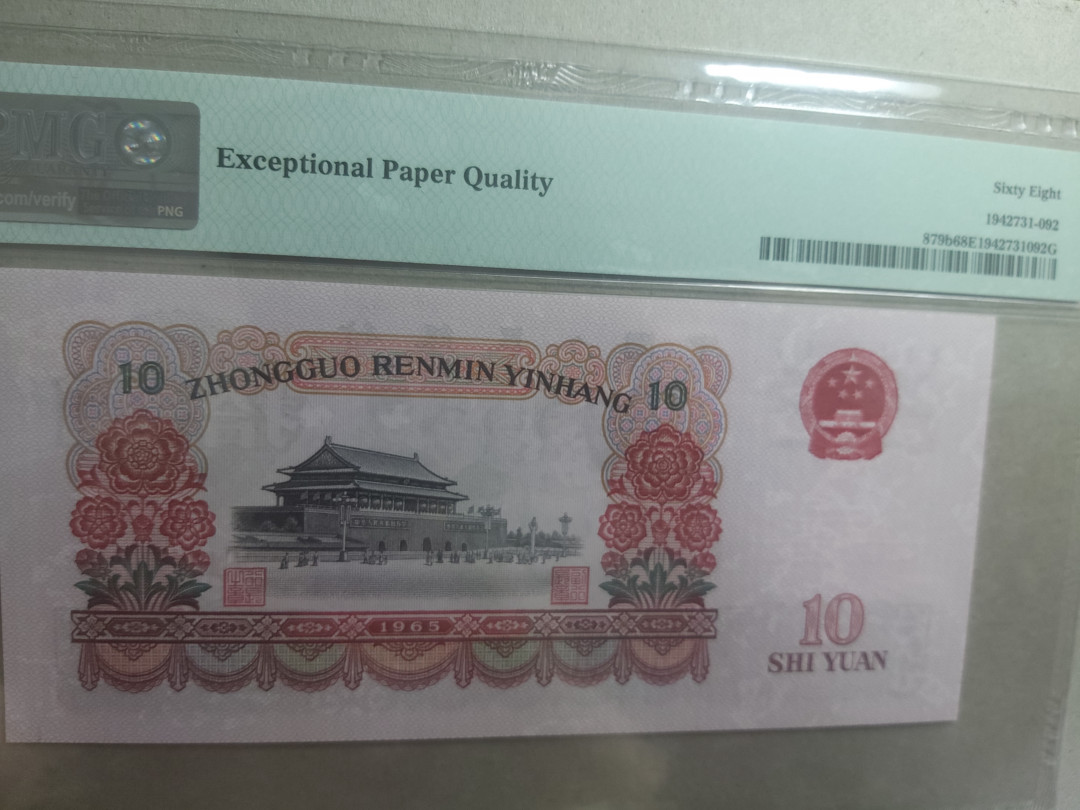 PMG
Exceptional Paper Quality
Sixty Eight
.com/verify
PNG
1942731-092
879b68E1942731092G
10
ZHONGGUO RENMIN YINHANG
10
1965
10
SHI YUAN